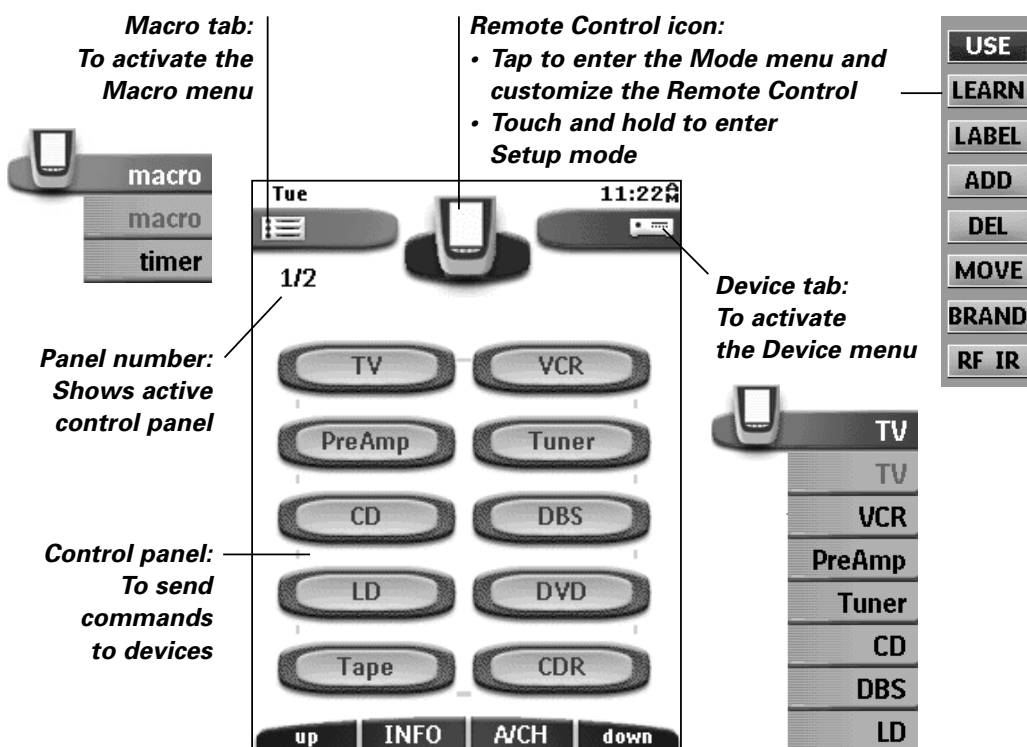 Macro tab:
To activate the
Macro menu
Remote Control icon:
• Tap to enter the Mode menu and
customize the Remote Control
• Touch and hold to enter
Setup mode
USE
LEARN
LABEL
ADD
DEL
MOVE
BRAND
RF IR
macro
macro
timer
Tue
11:22AM
1/2
Device tab:
To activate
the Device menu
Panel number:
Shows active
control panel
TV
VCR
PreAmp
Tuner
CD
DBS
LD
DVD
Tape
CDR
up
INFO
A/CH
down
Control panel:
To send
commands
to devices
TV
TV
VCR
PreAmp
Tuner
CD
DBS
LD